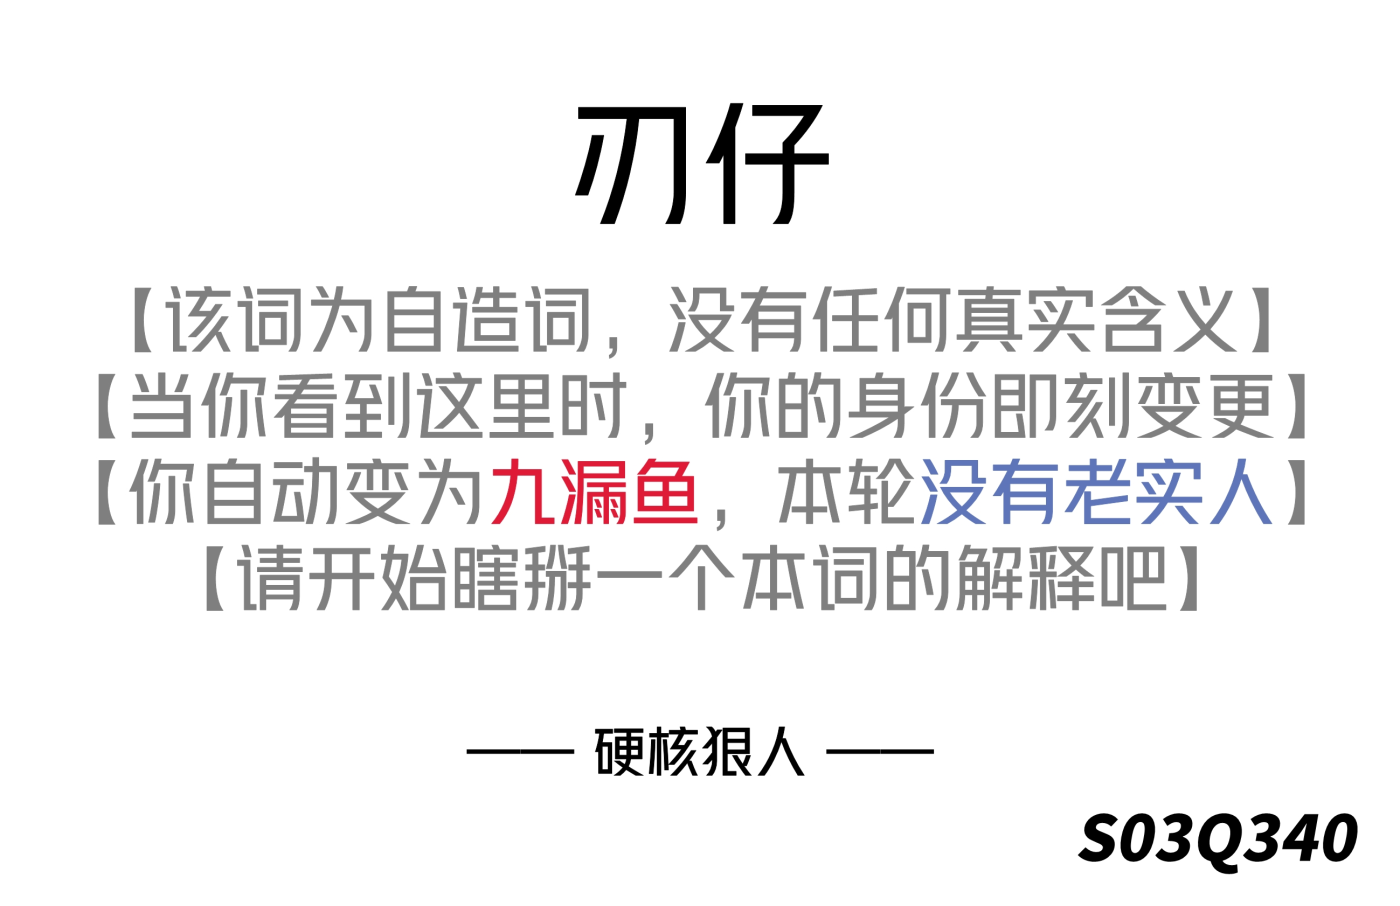 刃仔
【该词为自造词，没有任何真实含义】
【当你看到这里时，你的身份即刻变更】
【你自动变为九漏鱼，本轮没有老实人】
【请开始瞎掰一个本词的解释吧】
—— 硬核狠人 ——
S03Q340